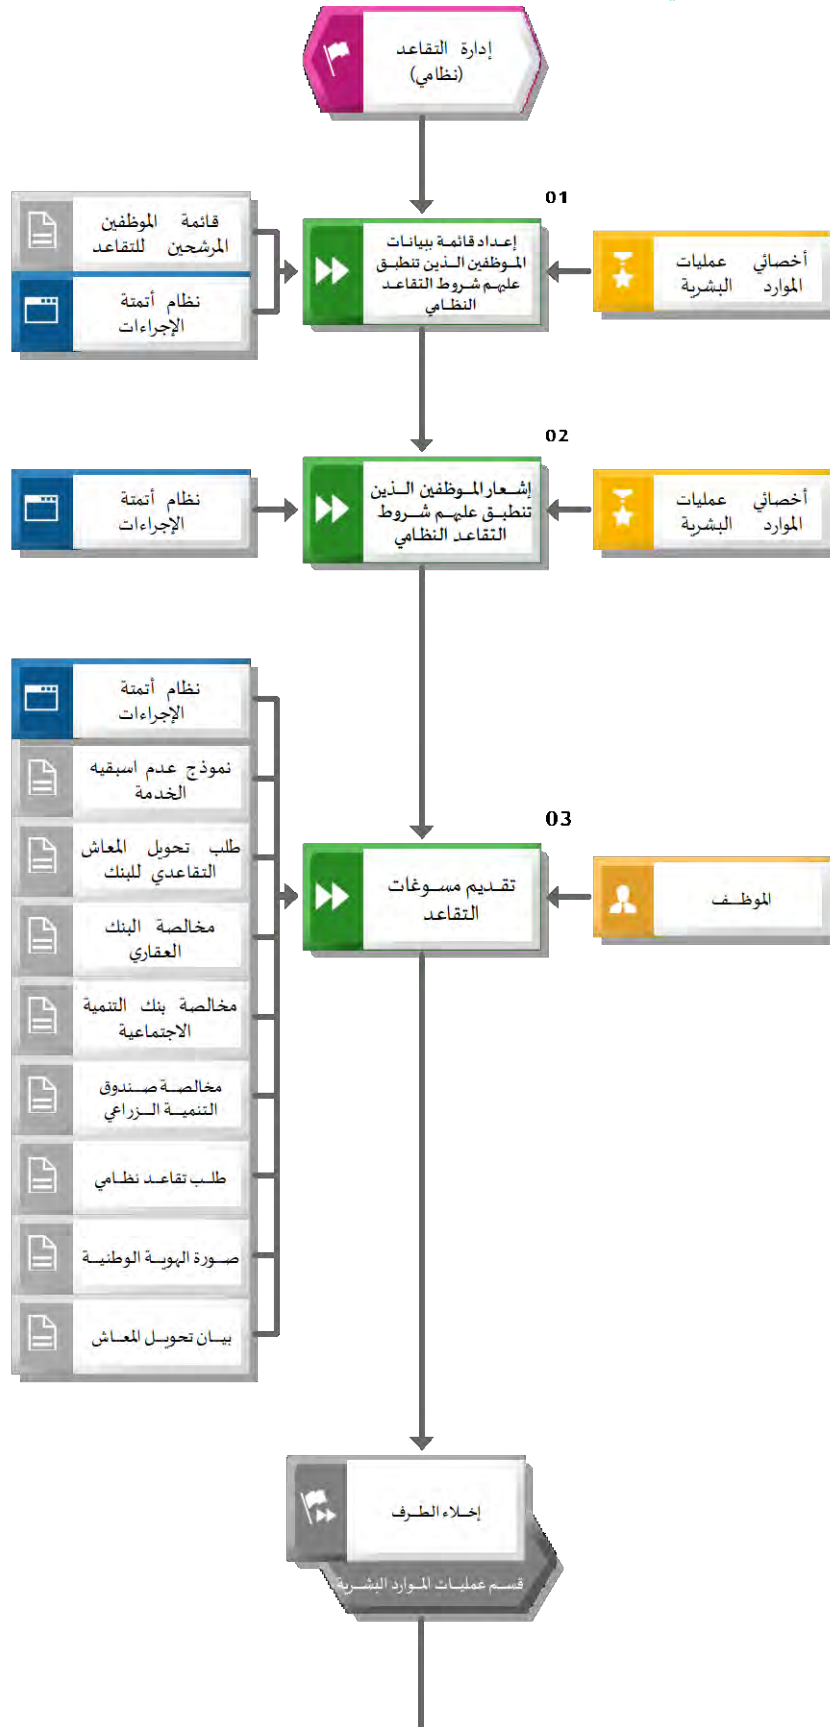 إدارة التقاعد
(نظامي)
01
أخصائي عمليات
الموارد البشرية
إعداد قائمة ببيانات
الموظفين الذين تنطبق
عليهم شروط التقاعد
النظامي
قائمة الموظفين
المرشحين للتقاعد
نظام أتمتة
الإجراءات
02
أخصائي عمليات
الموارد البشرية
إشعار الموظفين الذين
تنطبق عليهم شروط
التقاعد النظامي
نظام أتمتة
الإجراءات
03
الموظف
تقديم مسوغات
التقاعد
نظام أتمتة
الإجراءات
نموذج عدم اسبقيه
الخدمة
طلب تحويل المعاش
التقاعدي للبنك
مخالصة البنك
العقاري
مخالصة بنك التنمية
الاجتماعية
مخالصة صندوق
التنمية الزراعي
طلب تقاعد نظامي
صورة الهوية الوطنية
بيان تحويل المعاش
إخلاء الطرف
قسم عمليات الموارد البشرية